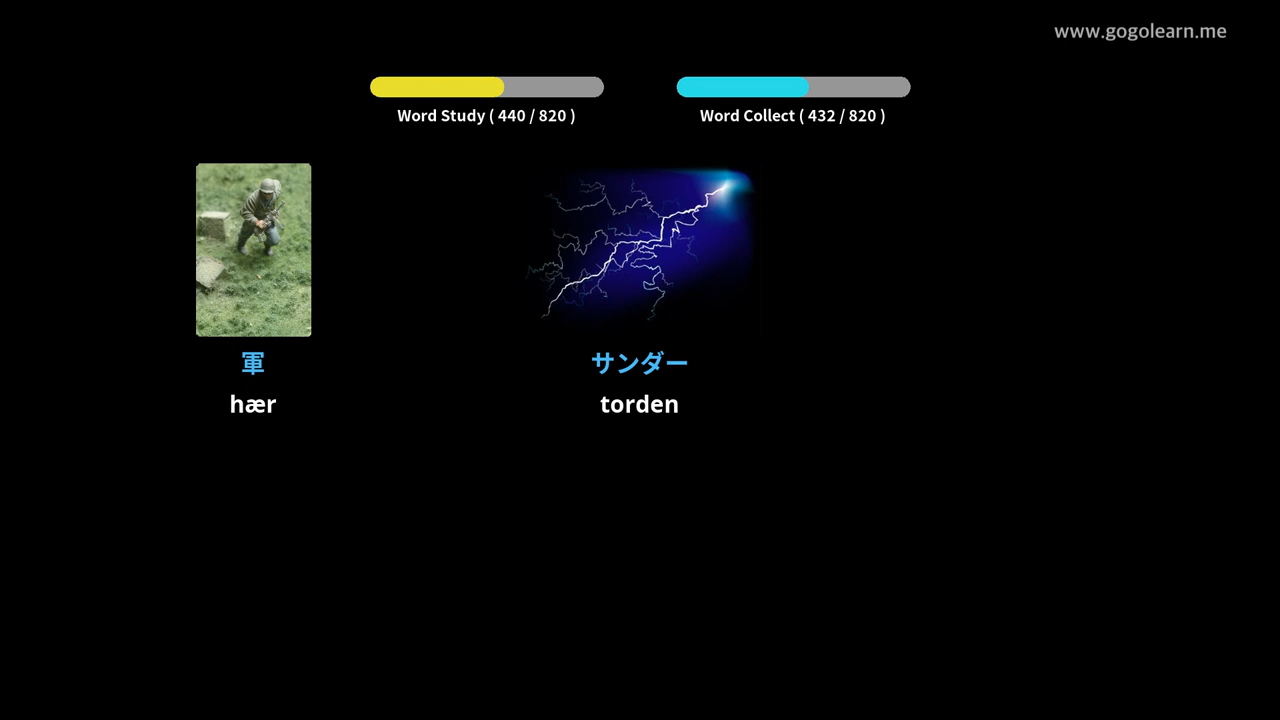 www.gogolearn.me
Word Study ( 440 / 820 )
Word Collect ( 432 / 820 )
軍
hær
サンダー
torden